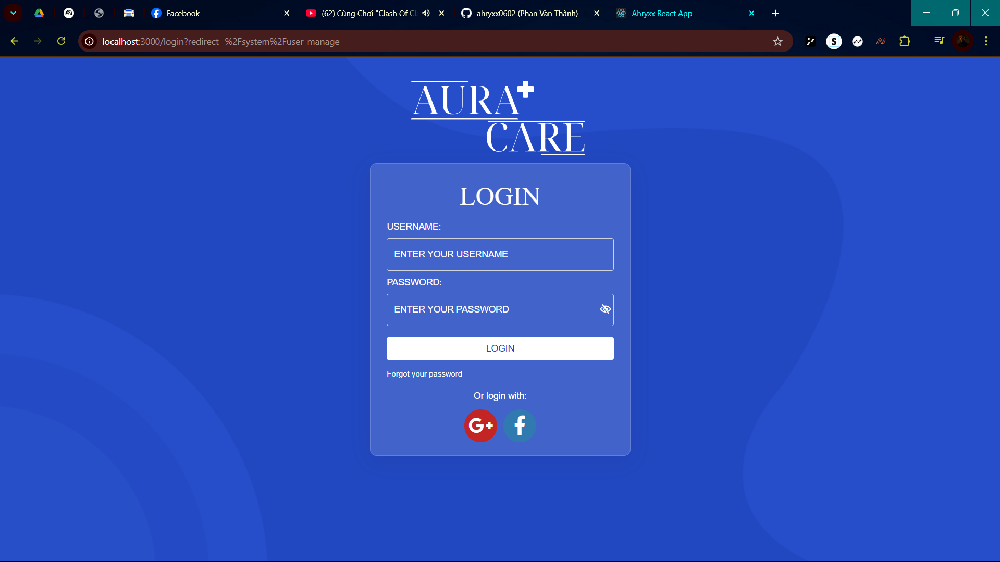 Facebook
(62) Cùng Chơi "Clash Of Cl
ahryxx0602 (Phan Văn Thành)
Ahryxx React App
localhost:3000/login?redirect=%2Fsystem%2Fuser-manage
AURA
CARE
LOGIN
USERNAME:
ENTER YOUR USERNAME
PASSWORD:
ENTER YOUR PASSWORD
LOGIN
Forgot your password
Or login with:
G+
f